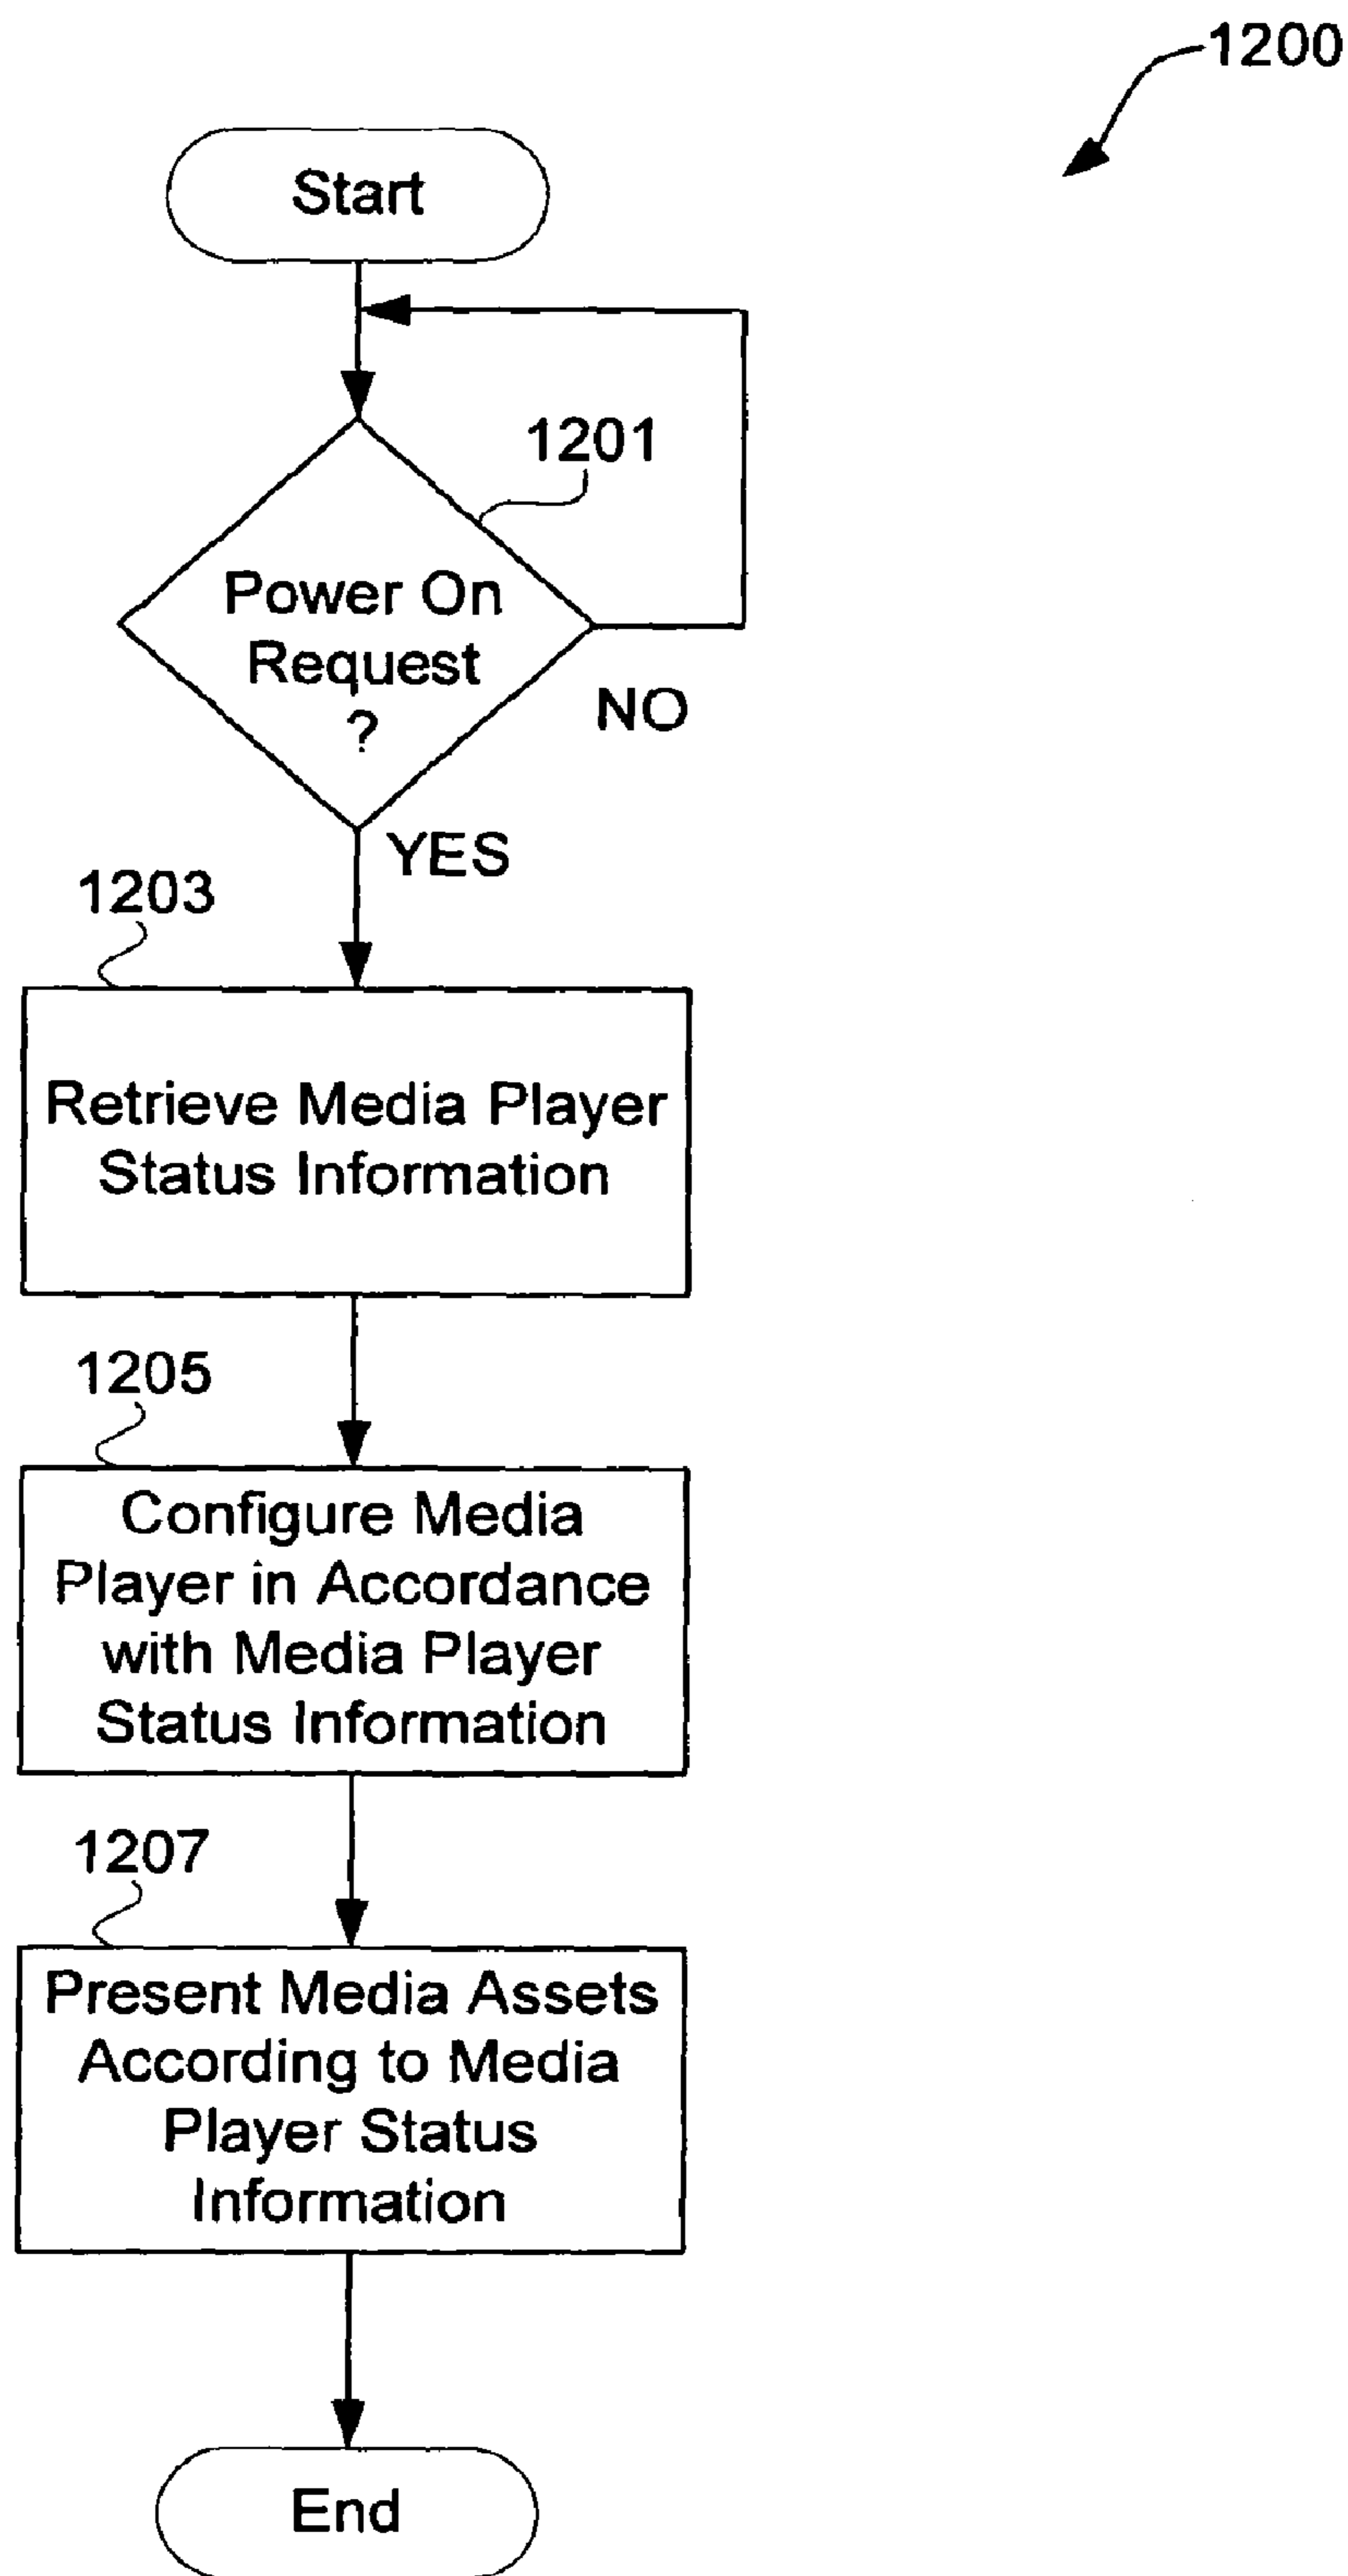 1200
Start
1201
Power On
Request
?
NO
YES
1203
Retrieve Media Player
Status Information
1205
Configure Media
Player in Accordance
with Media Player
Status Information
1207
Present Media Assets
According to Media
Player Status
Information
End